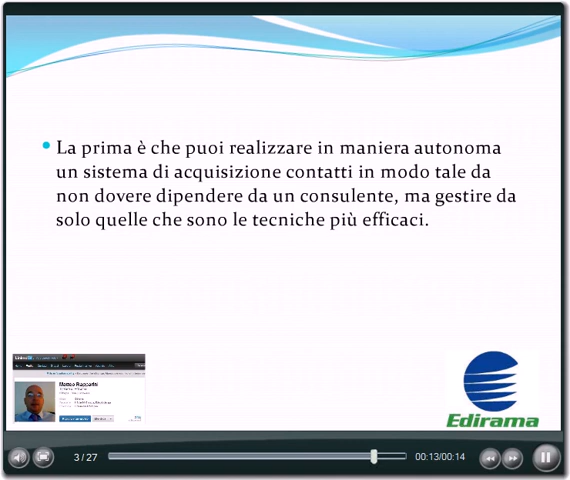 La prima è che puoi realizzare in maniera autonoma
un sistema di acquisizione contatti in modo tale da
non dovere dipendere da un consulente, ma gestire da
solo quelle che sono le tecniche più efficaci.
Matteo Rapparini
Edirama
3 / 27
00:13/00:14